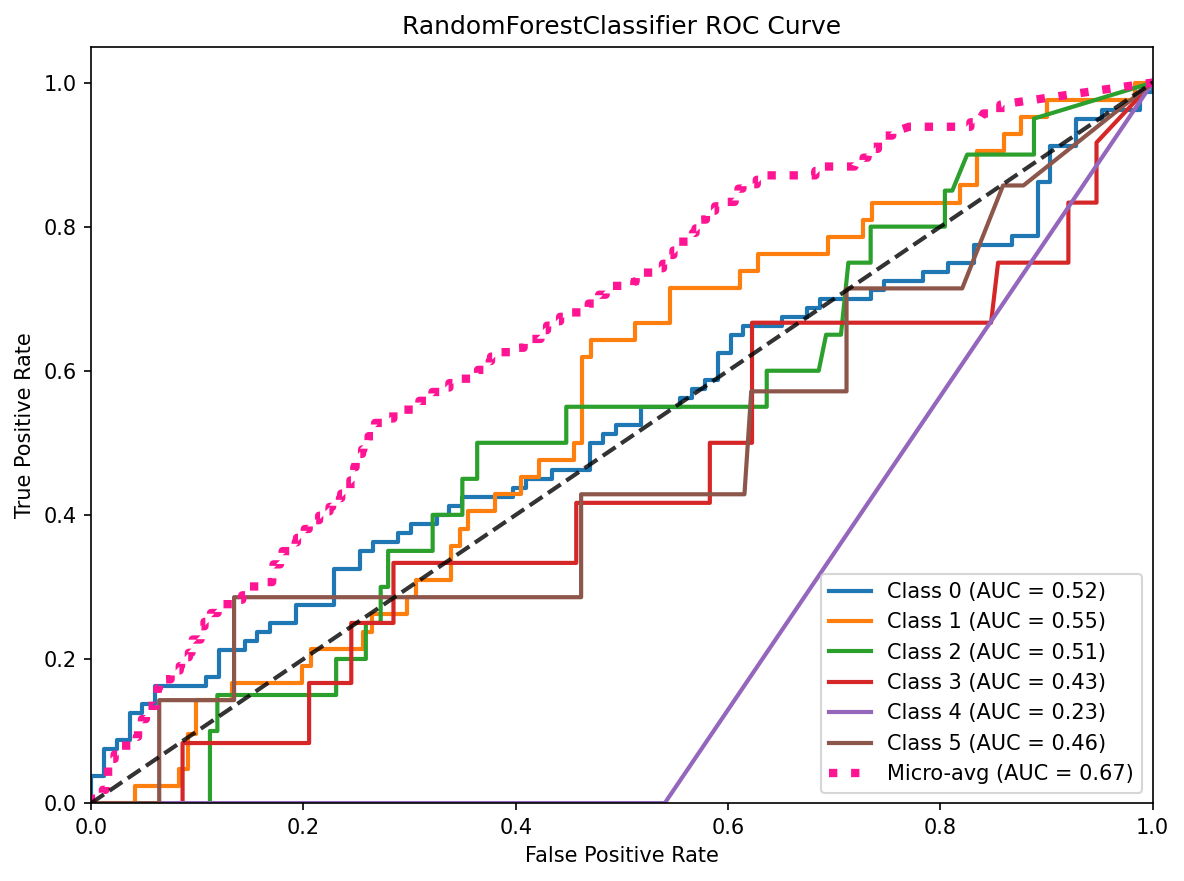 RandomForestClassifier ROC Curve
True Positive Rate
1.0
0.8
0.6
0.4
0.2
0.0
Class 0 (AUC = 0.52)
Class 1 (AUC = 0.55)
Class 2 (AUC = 0.51)
Class 3 (AUC = 0.43)
Class 4 (AUC = 0.23)
Class 5 (AUC = 0.46)
Micro-avg (AUC = 0.67)
0.0 0.2 0.4 0.6 0.8 1.0
False Positive Rate